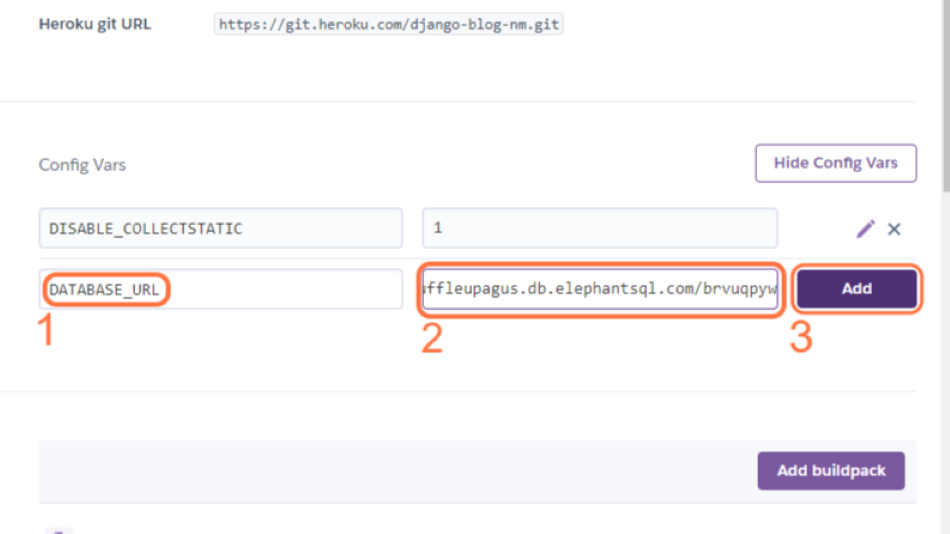 Heroku git URL https://git.heroku.com/django-blog-nm.git
Config Vars Hide Config Vars
DISABLE_COLLECTSTATIC 1
DATABASE_URL uffleupagus.db.elephantsql.com/brvuqpyw Add
1 2 3
Add buildpack